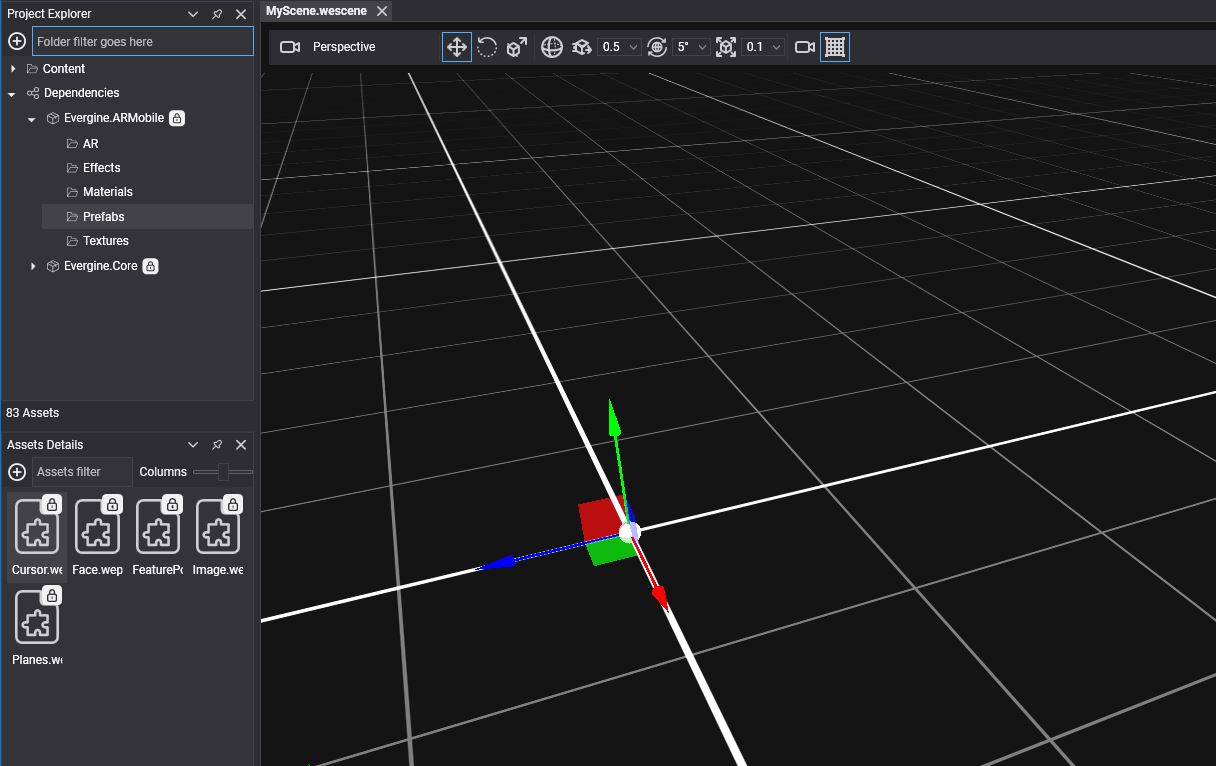 Project Explorer
Folder filter goes here
Content
Dependencies
Evergine.ARMobile
AR
Effects
Materials
Prefabs
Textures
Evergine.Core
83 Assets
Assets Details
Assets filter Columns
Cursor.we Face.wep FeaturePo Image.we
Planes.we
MyScene.wescene
Perspective 0.5 5° 0.1